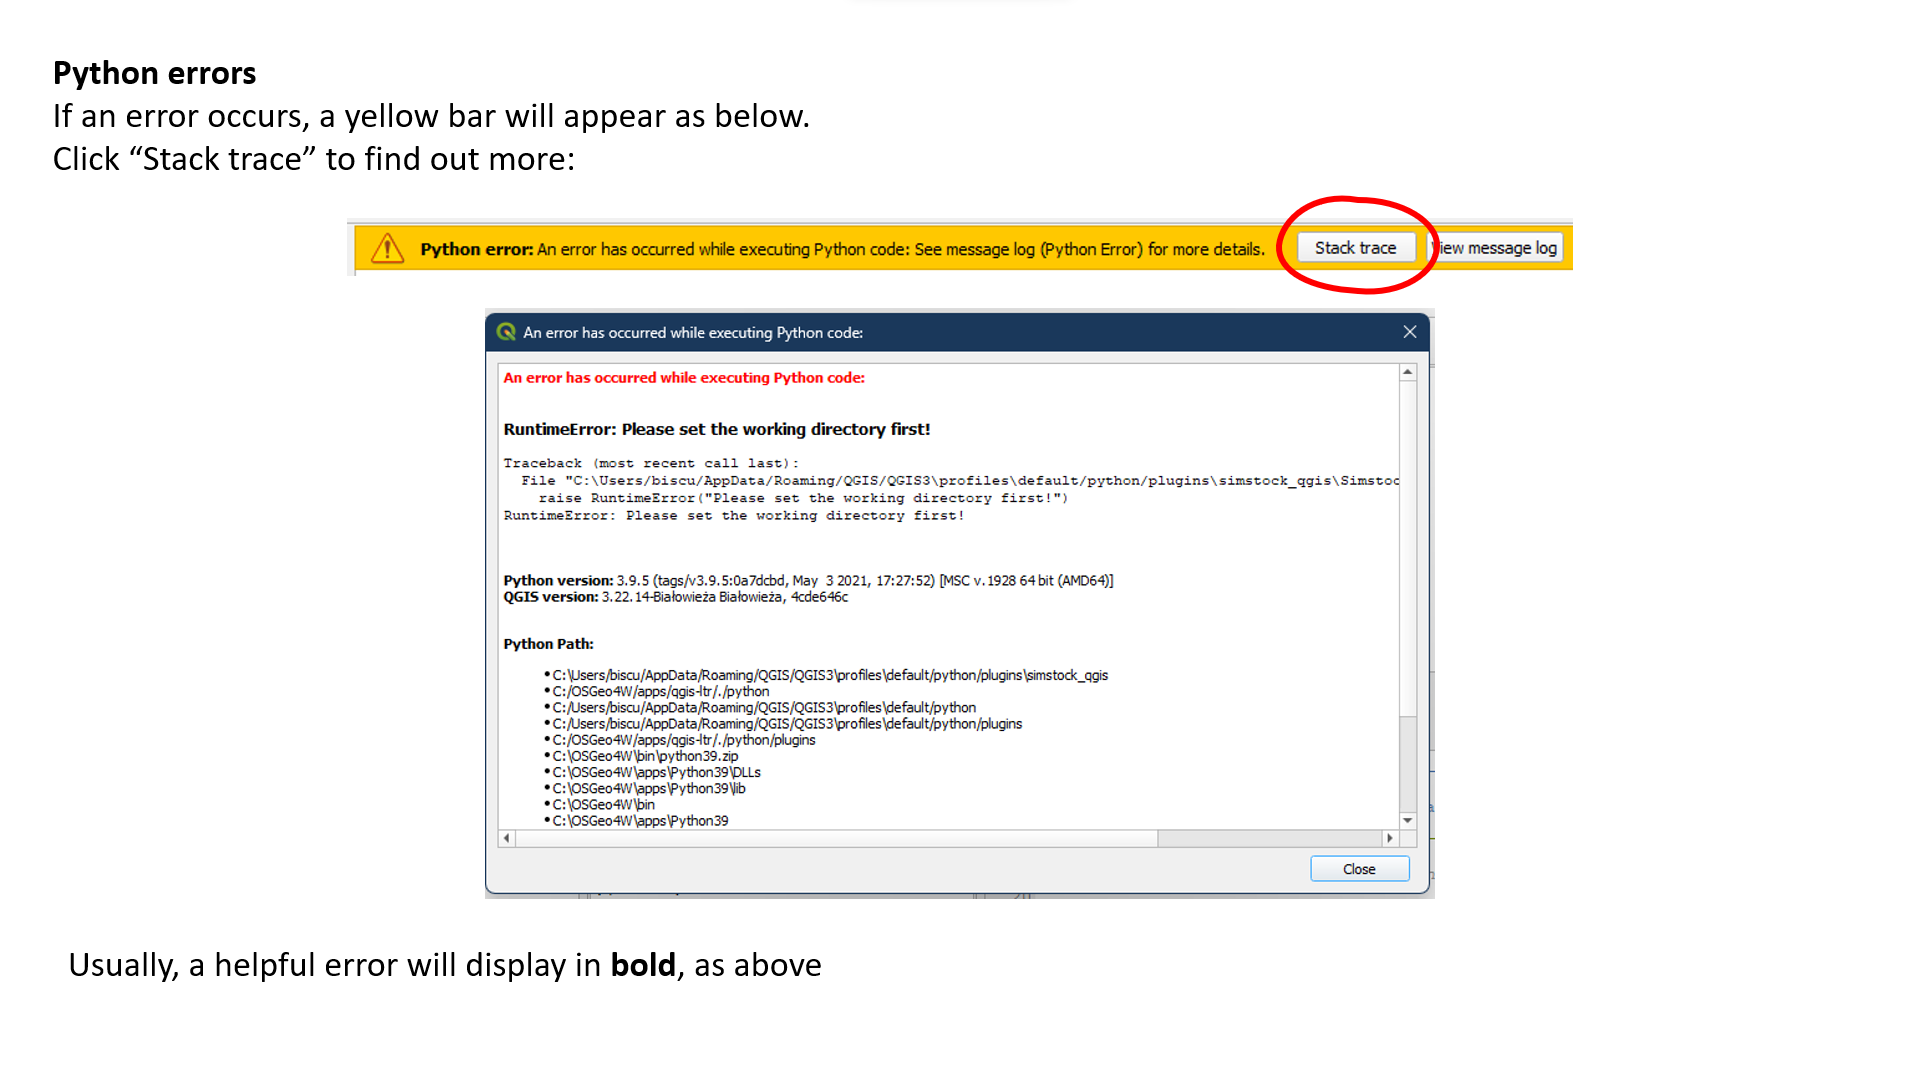 Python errors
If an error occurs, a yellow bar will appear as below.
Click “Stack trace” to find out more:
Python error: An error has occurred while executing Python code: See message log (Python Error) for more details.
Stack trace
View message log
An error has occurred while executing Python code:
An error has occurred while executing Python code:
RuntimeError: Please set the working directory first!
Traceback (most recent call last):
File "C:\Users/biscu/AppData/Roaming/QGIS/QGIS3\profiles\default/python/plugins\simstock_qgis\Simstoc
raise RuntimeError("Please set the working directory first!")
RuntimeError: Please set the working directory first!
Python version: 3.9.5 (tags/v3.9.5:0a7dcbd, May 3 2021, 17:27:52) [MSC v.1928 64 bit (AMD64)]
QGIS version: 3.22.14-Białowieża Białowieża, 4cde646c
Python Path:
• C:\Users/biscu/AppData/Roaming/QGIS/QGIS3\profiles\default/python/plugins\simstock_qgis
• C:/OSGeo4W/apps/qgis-ltr/./python
• C:/Users/biscu/AppData/Roaming/QGIS/QGIS3\profiles\default/python
• C:/Users/biscu/AppData/Roaming/QGIS/QGIS3\profiles\default/python/plugins
• C:/OSGeo4W/apps/qgis-ltr/./python/plugins
• C:\OSGeo4W\bin\python39.zip
• C:\OSGeo4W\apps\Python39\DLLs
• C:\OSGeo4W\apps\Python39\lib
• C:\OSGeo4W\bin
• C:\OSGeo4W\apps\Python39
Close
Usually, a helpful error will display in bold, as above